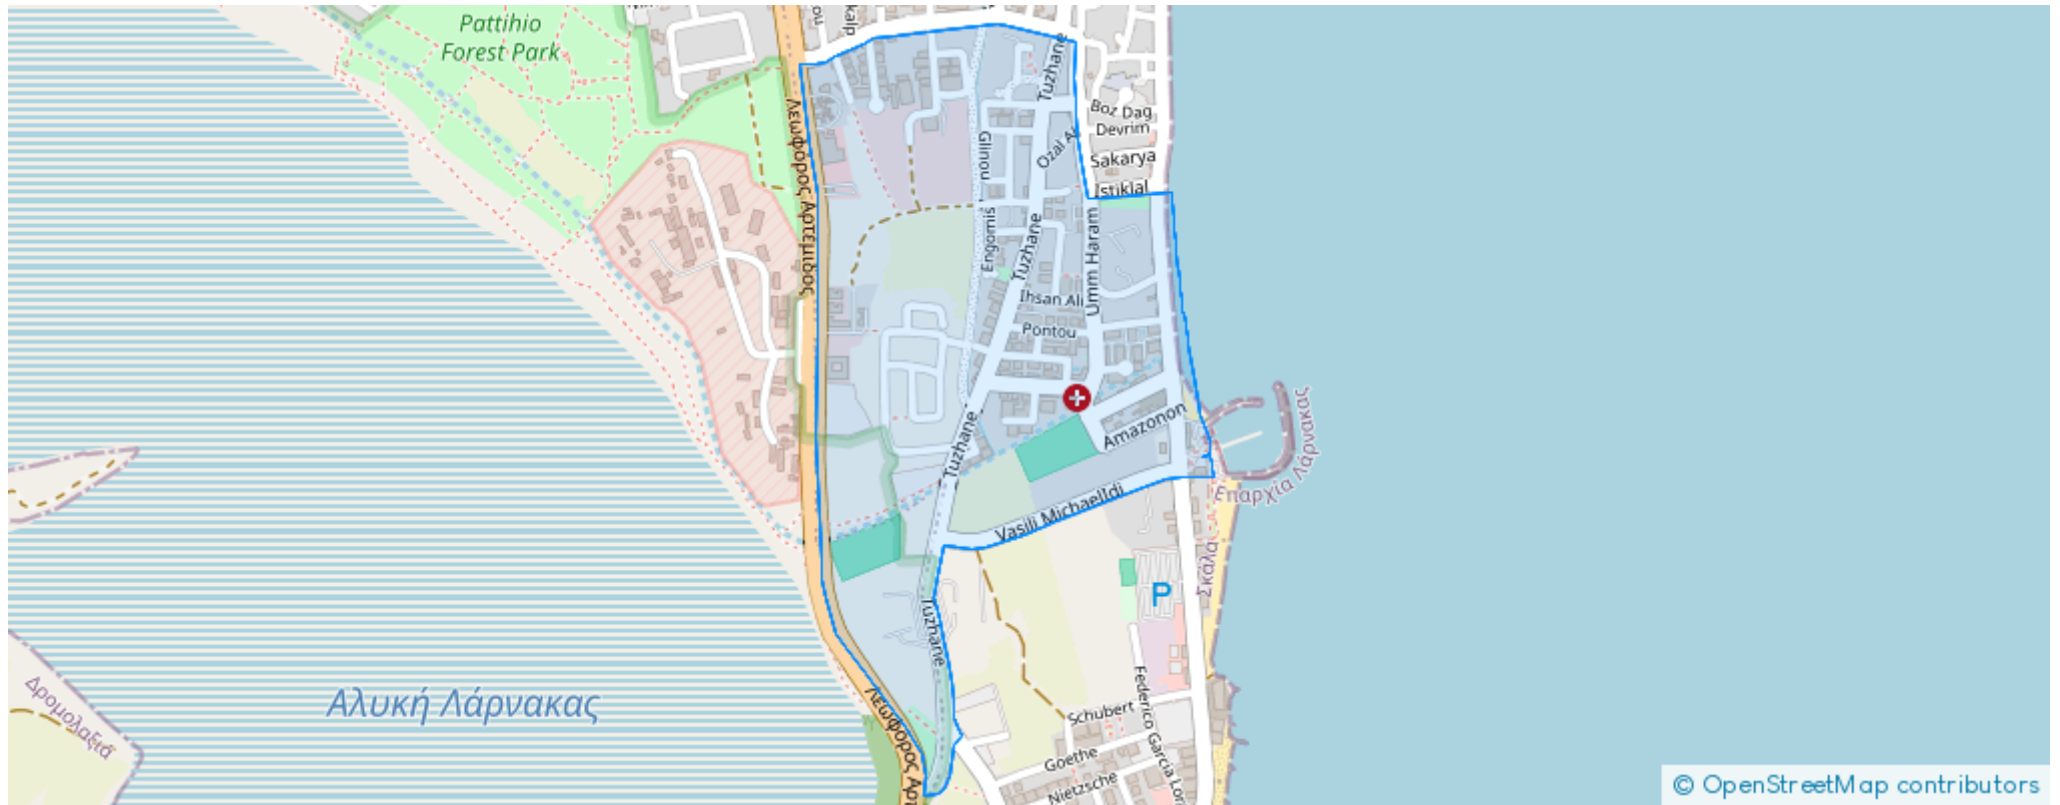 Pattihio
Forest Park
kalp
Tuzhane
Boz Dag
Devrim
Ozal
Sakarya
Istiklal
Glinou
Λεωφόρος Αρτέμιδος
Engomis
Tuzhane
Umm Haram
Ihsan Ali
Pontou
Amazonon
Tuzhane
Vasili MichaelIdi
Επαρχία Λάρνακας
Σκάλα
P
Tuzhane
Αλυκή Λάρνακας
Δρομολαξιά
Λεωφόρος Αρτ
Schubert
Goethe
Nietzsche
Federico Garcia Lor
© OpenStreetMap contributors